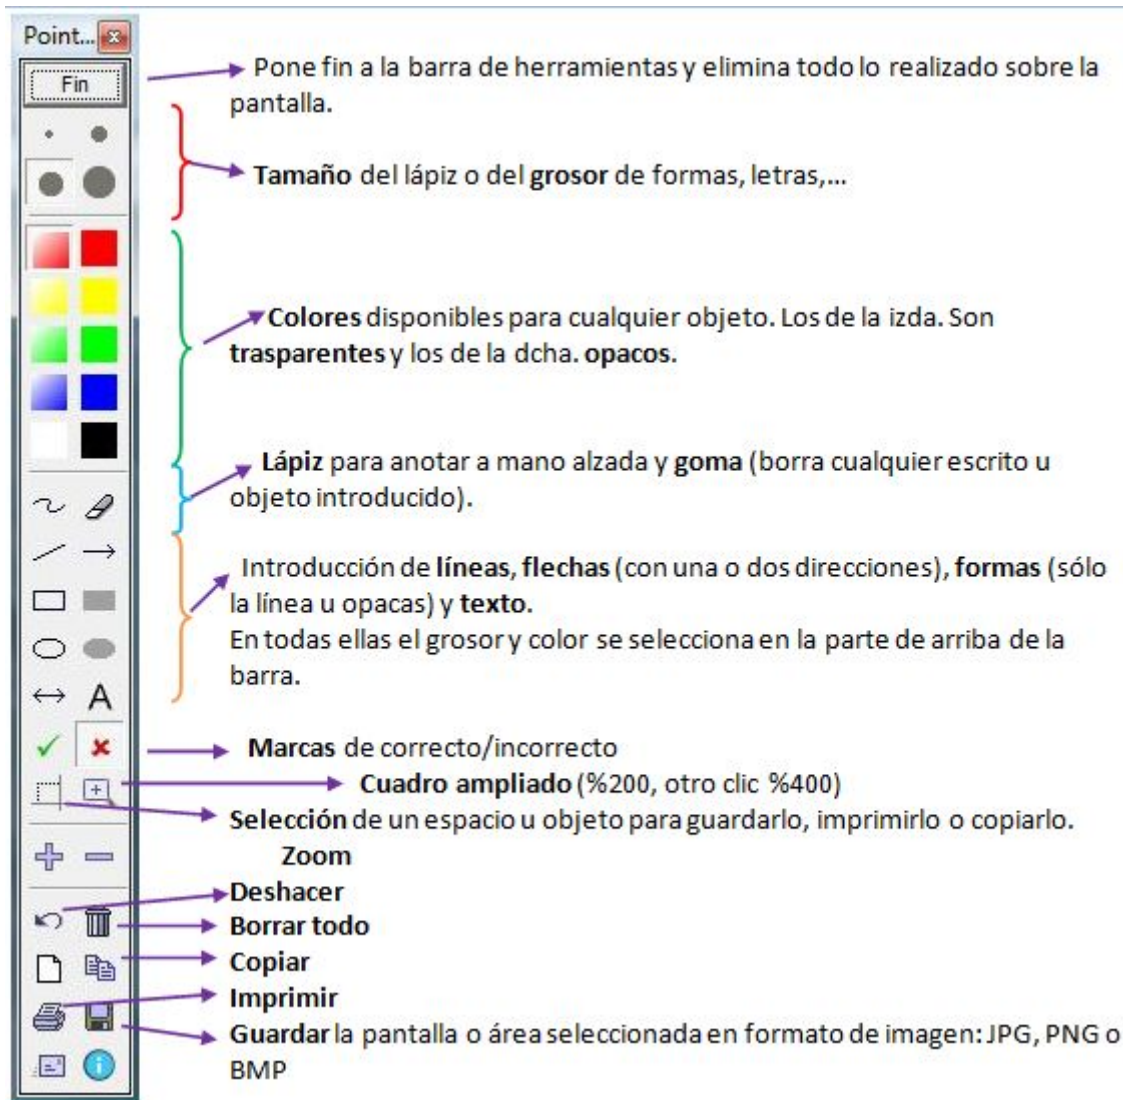 Point...
Fin
Pone fin a la barra de herramientas y elimina todo lo realizado sobre la
pantalla.
Tamaño del lápiz o del grosor de formas, letras,...
Colores disponibles para cualquier objeto. Los de la izda. Son
trasparentes y los de la dcha. opacos.
Lápiz para anotar a mano alzada y goma (borra cualquier escrito u
objeto introducido).
Introducción de líneas, flechas (con una o dos direcciones), formas (sólo
la línea u opacas) y texto.
En todas ellas el grosor y color se selecciona en la parte de arriba de la
barra.
A
Marcas de correcto/incorrecto
Cuadro ampliado (%200, otro clic %400)
Selección de un espacio u objeto para guardarlo, imprimirlo o copiarlo.
Zoom
Deshacer
Borrar todo
Copiar
Imprimir
Guardar la pantalla o área seleccionada en formato de imagen: JPG, PNG o
BMP